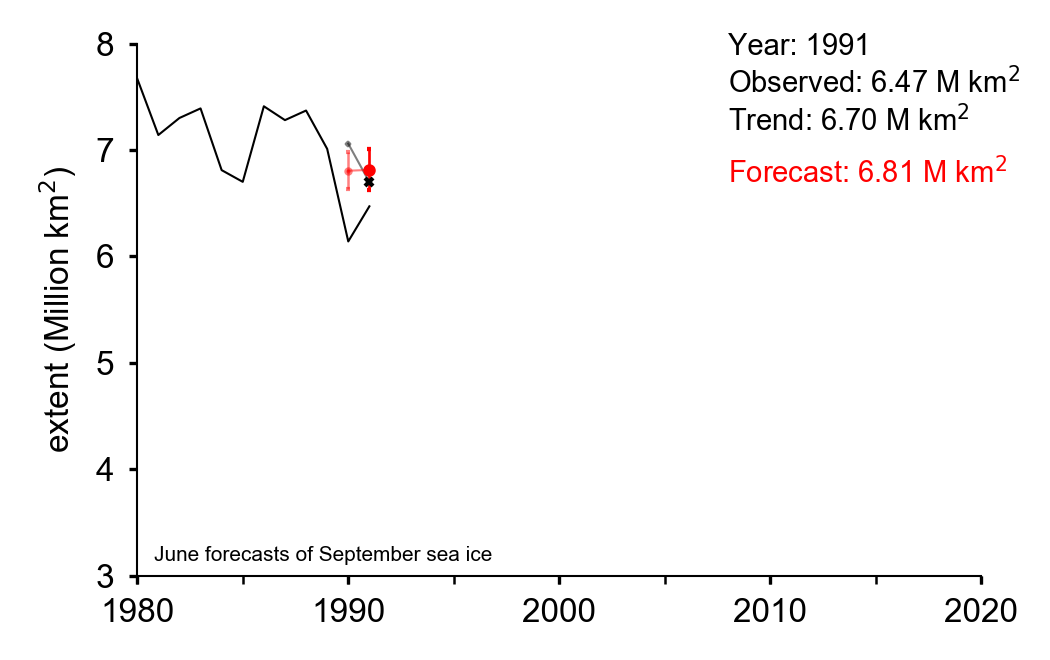 Year: 1991
Observed: 6.47 M km²
Trend: 6.70 M km²
Forecast: 6.81 M km²
8
7
6
5
4
3
extent (Million km²)
June forecasts of September sea ice
1980 1990 2000 2010 2020